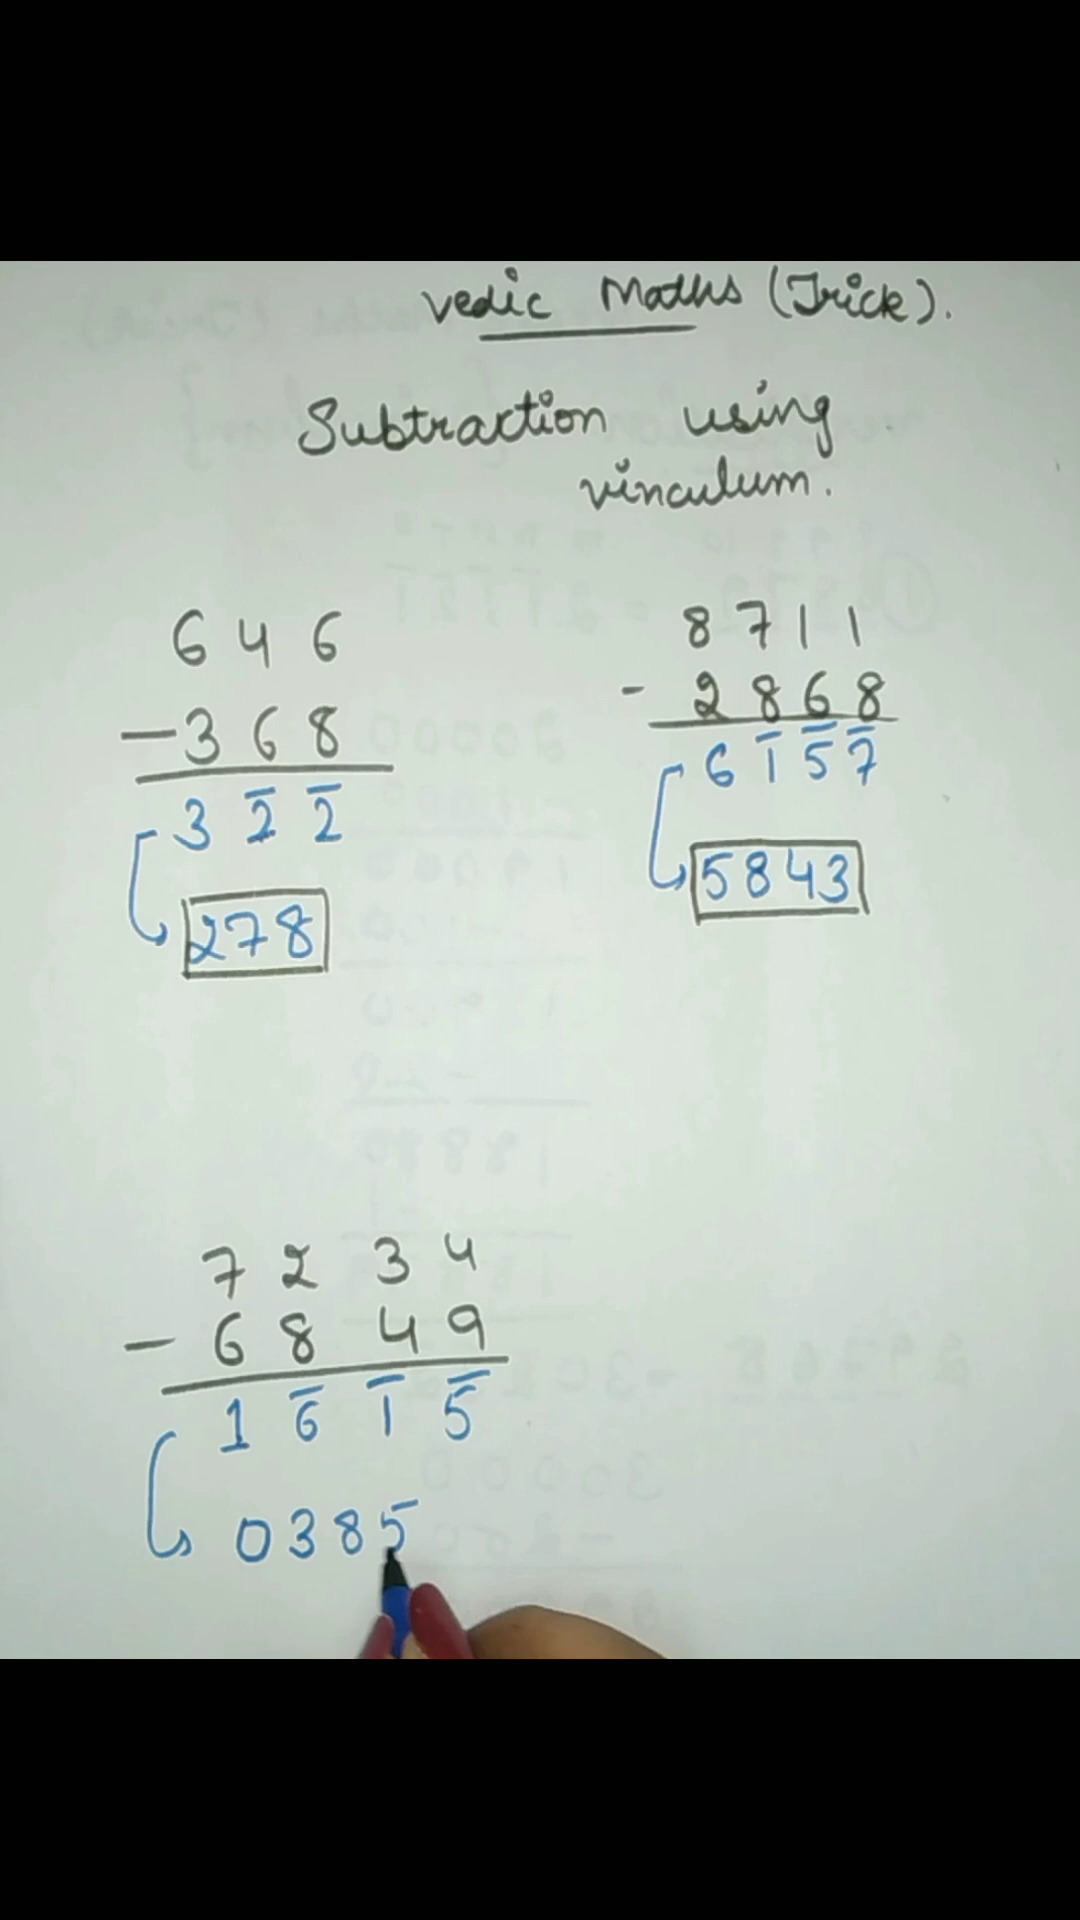 Vedic Maths (Trick).
Subtraction using
vinculum.
6 4 6
- 3 6 8
3 2̅ 2̅
278
8 7 1 1
- 2 8 6 8
6 1̅ 5̅ 7̅
5843
7 2 3 4
- 6 8 4 9
1 6̅ 1̅ 5̅
0385